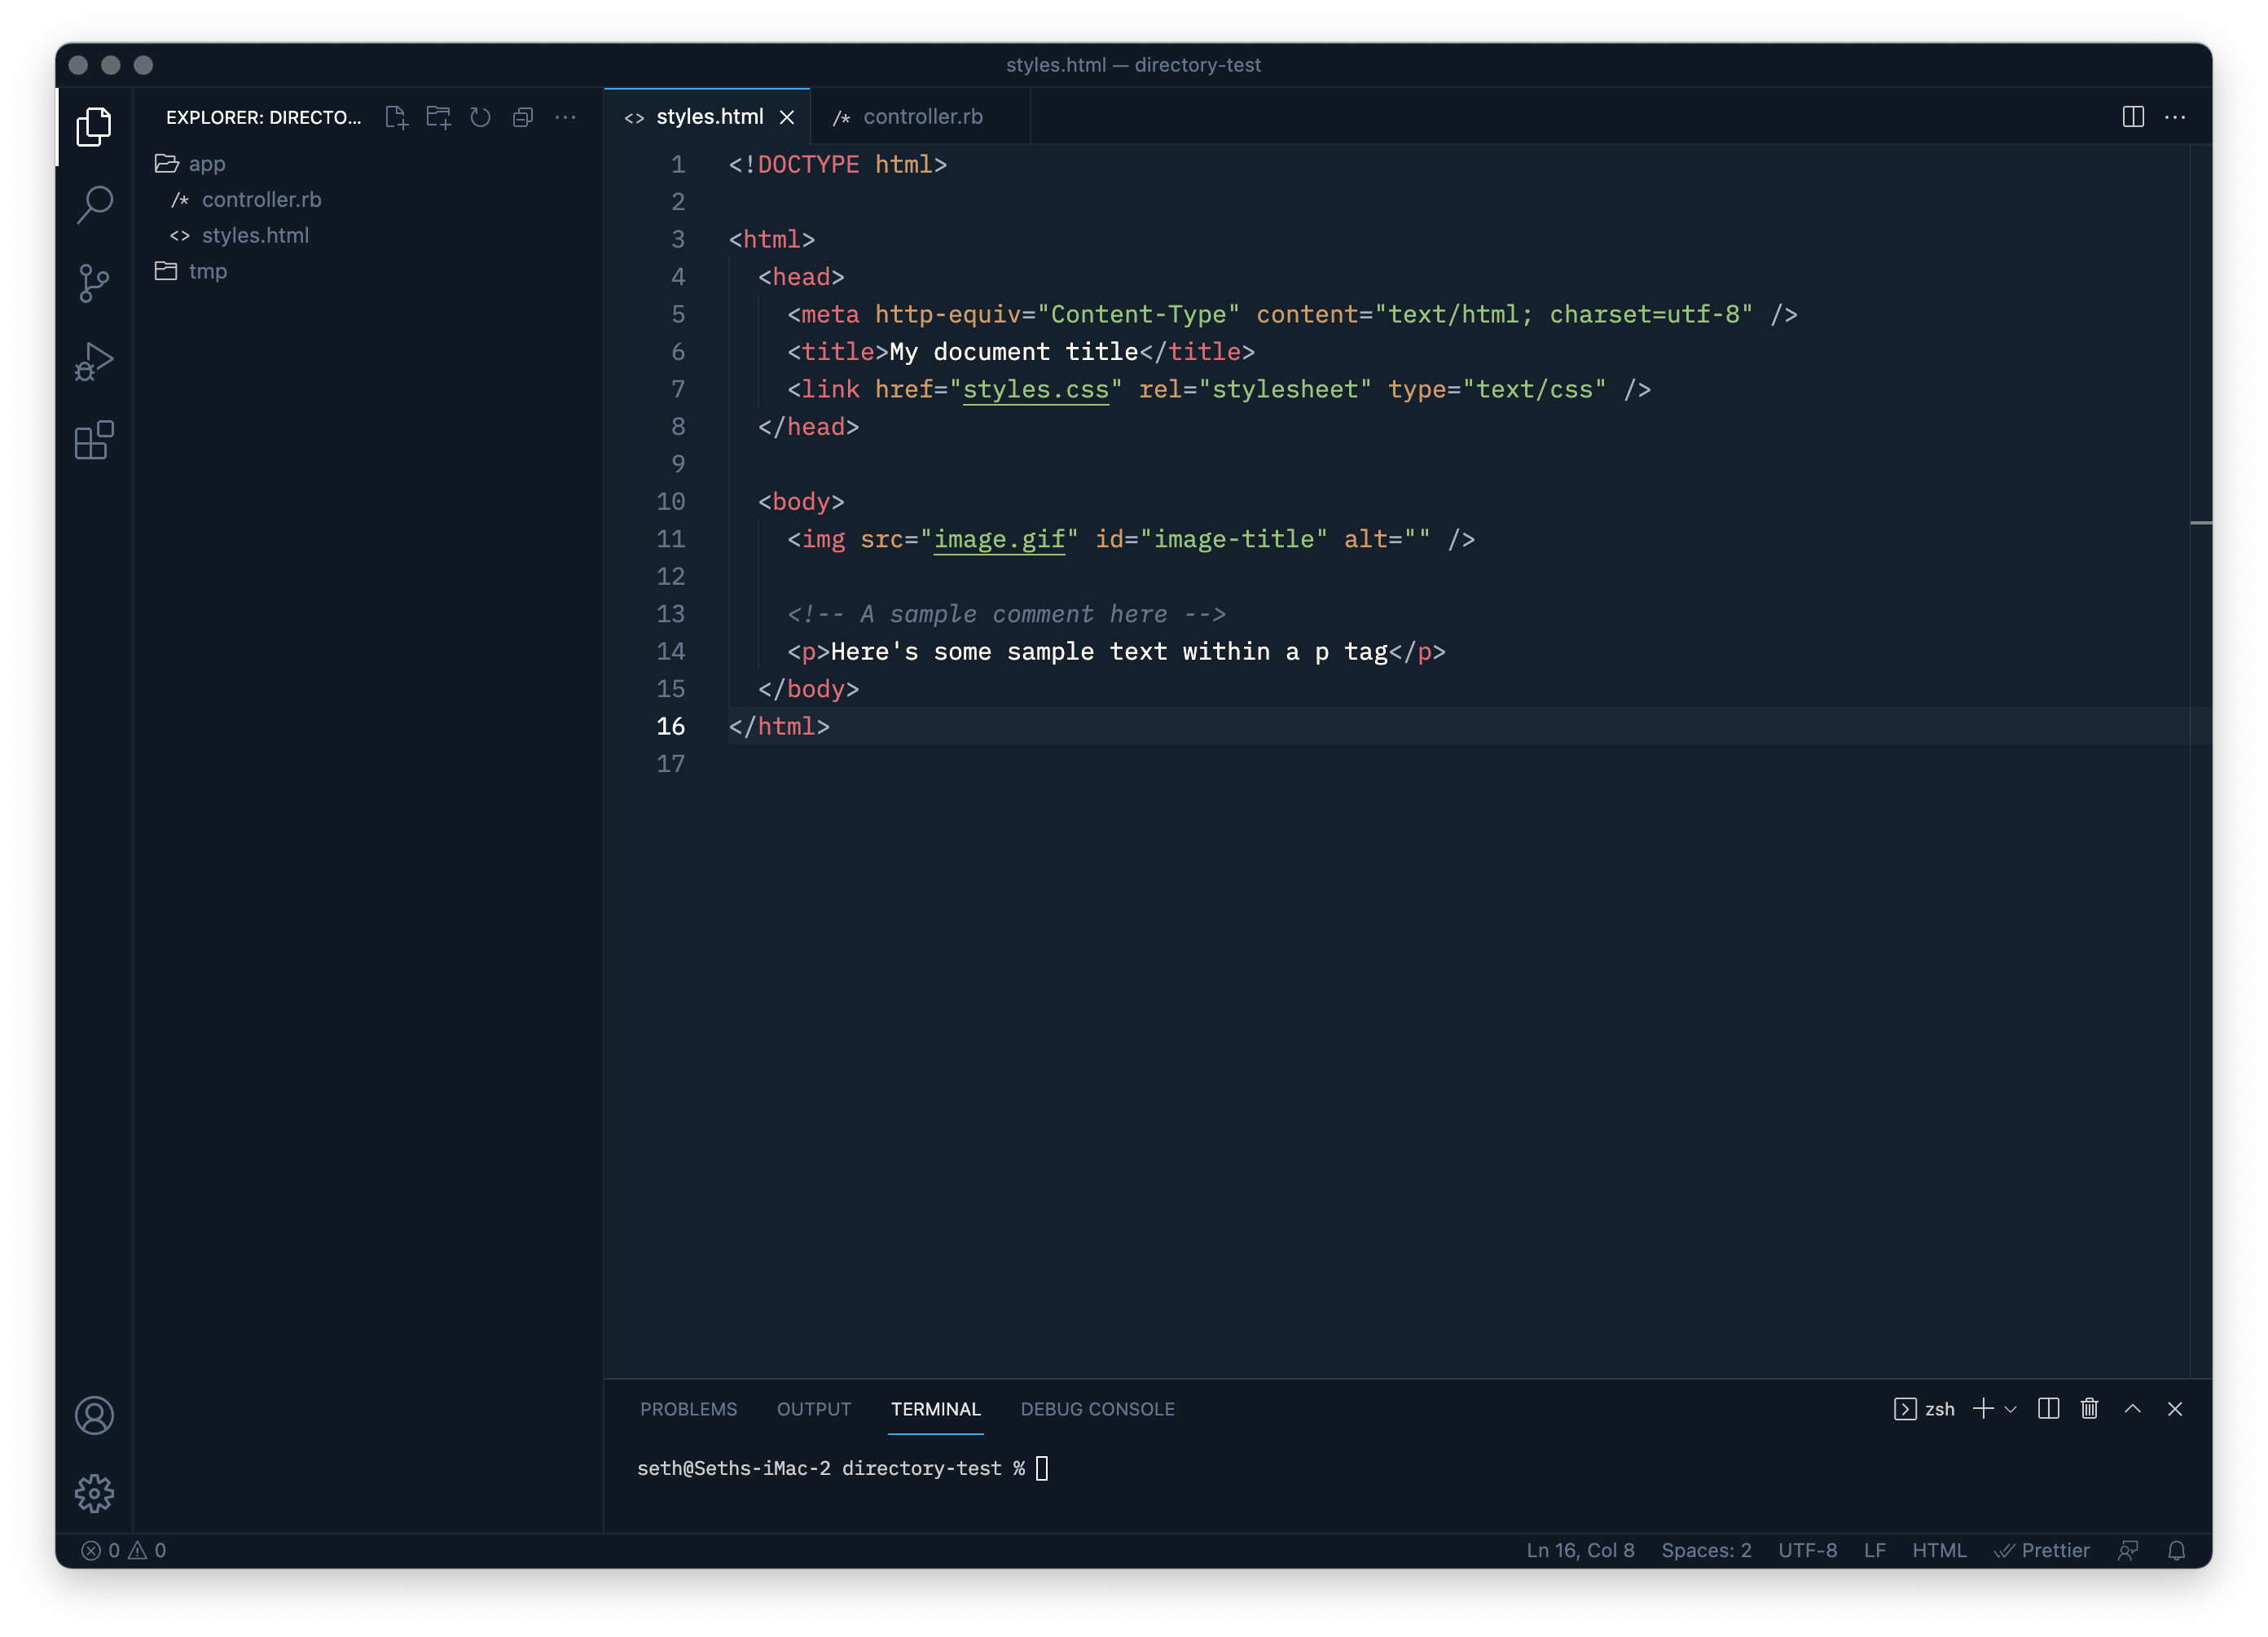 styles.html — directory-test
EXPLORER: DIRECTO...
app
/* controller.rb
<> styles.html
tmp
<> styles.html
/* controller.rb
1 <!DOCTYPE html>
2
3 <html>
4 <head>
5 <meta http-equiv="Content-Type" content="text/html; charset=utf-8" />
6 <title>My document title</title>
7 <link href="styles.css" rel="stylesheet" type="text/css" />
8 </head>
9
10 <body>
11 <img src="image.gif" id="image-title" alt="" />
12
13 <!-- A sample comment here -->
14 <p>Here's some sample text within a p tag</p>
15 </body>
16 </html>
17
PROBLEMS OUTPUT TERMINAL DEBUG CONSOLE zsh
seth@Seths-iMac-2 directory-test %
0 0 Ln 16, Col 8 Spaces: 2 UTF-8 LF HTML Prettier